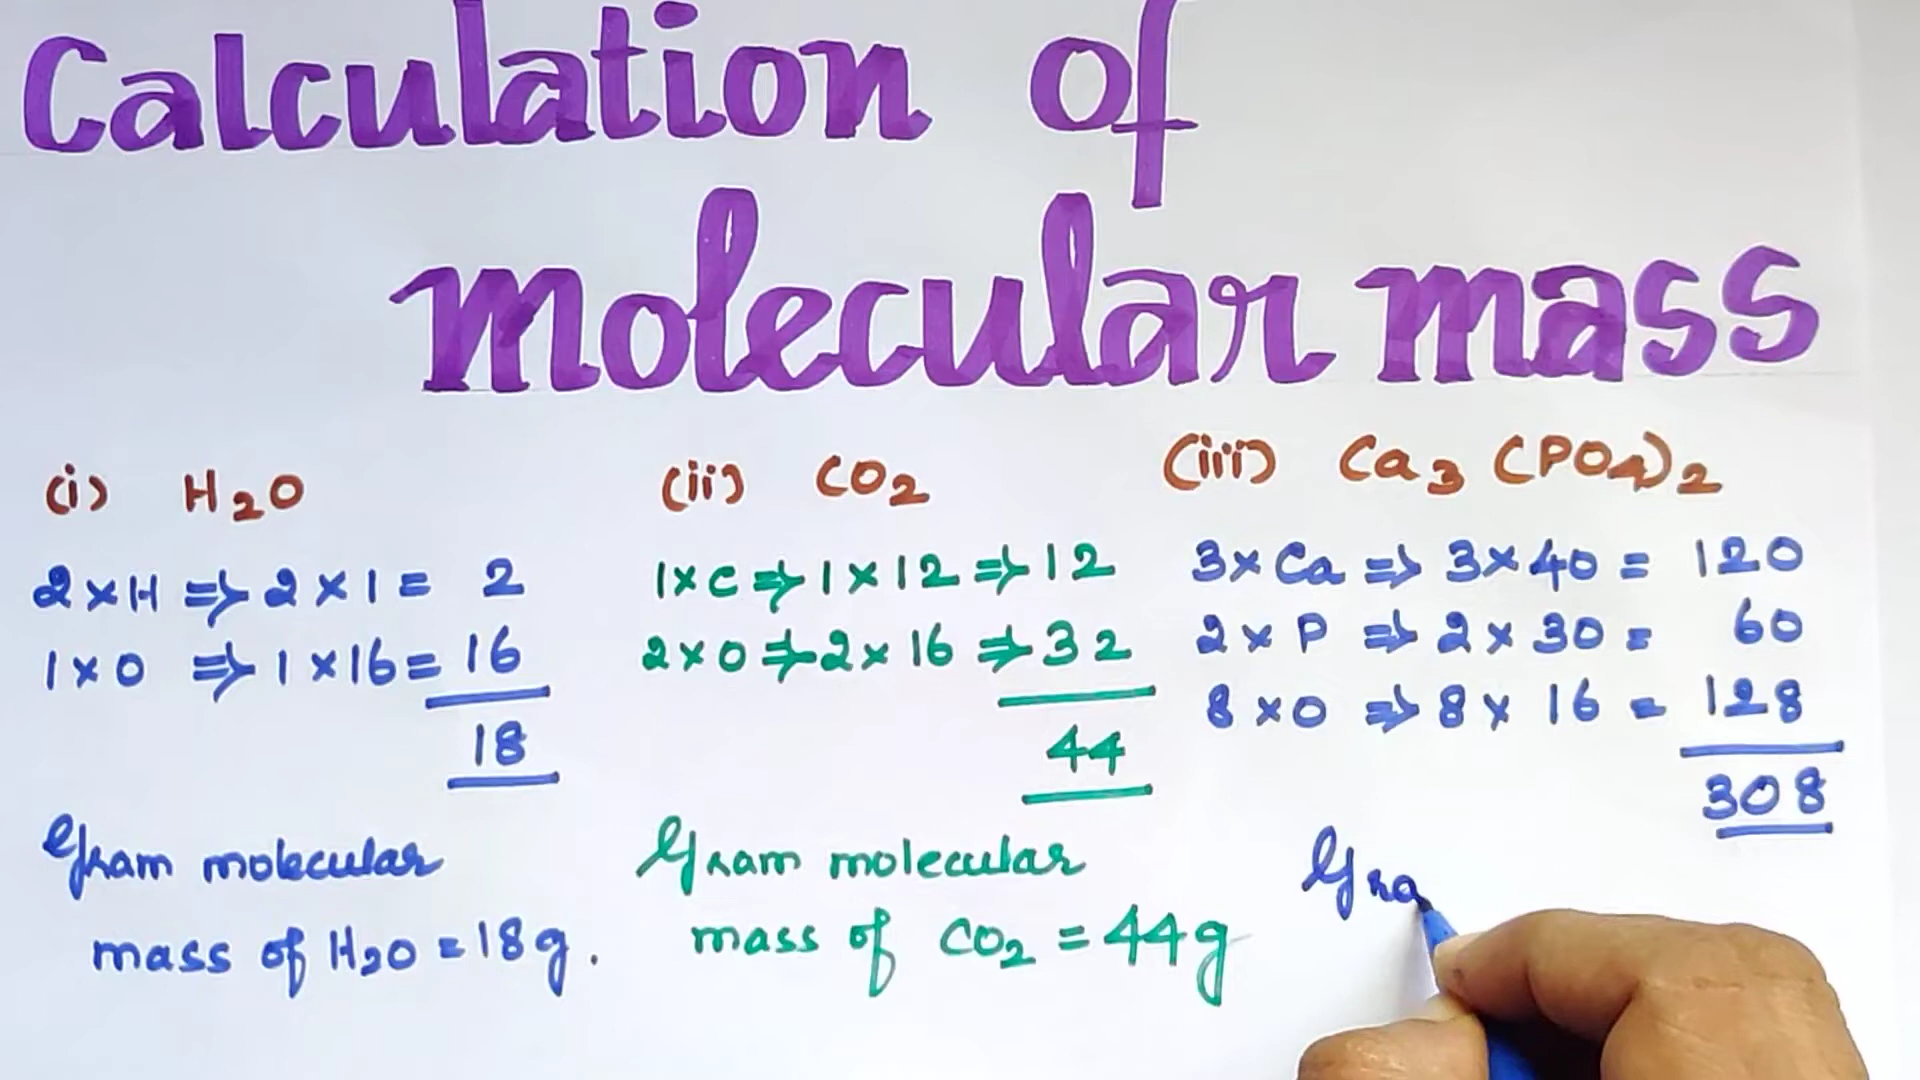 Calculation of
molecular mass
(i) H2O
2 × H ⇒ 2 × 1 = 2
1 × O ⇒ 1 × 16 = 16
18
Gram molecular
mass of H2O = 18g.
(ii) CO2
1 × C ⇒ 1 × 12 ⇒ 12
2 × O ⇒ 2 × 16 ⇒ 32
44
Gram molecular
mass of CO2 = 44g
(iii) Ca3 (PO4)2
3 × Ca ⇒ 3 × 40 = 120
2 × P ⇒ 2 × 30 = 60
8 × O ⇒ 8 × 16 = 128
308
Gra